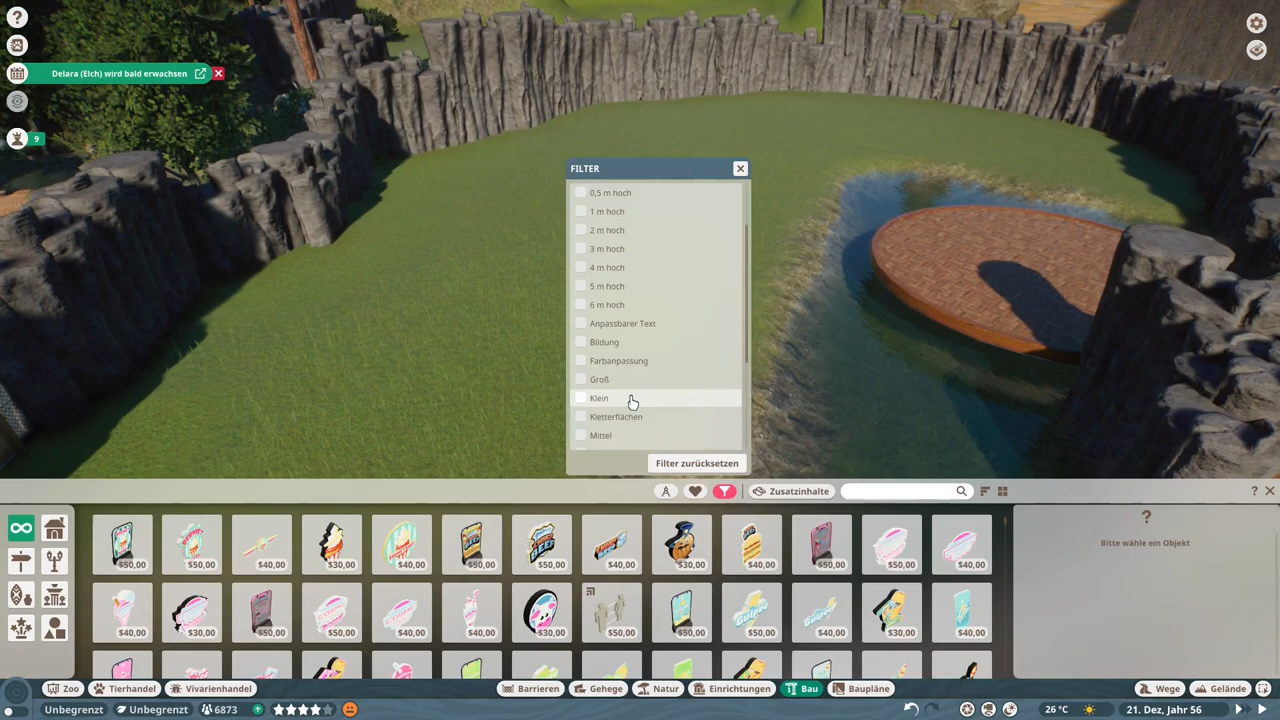 Delara (Elch) wird bald erwachsen
9
FILTER
0,5 m hoch
1 m hoch
2 m hoch
3 m hoch
4 m hoch
5 m hoch
6 m hoch
Anpassbarer Text
Bildung
Farbanpassung
Groß
Klein
Kletterflächen
Mittel
Filter zurücksetzen
Zusatzinhalte
?
Bitte wähle ein Objekt
$50,00 $50,00 $40,00 $30,00 $40,00 $50,00 $50,00 $40,00 $30,00 $40,00 $50,00 $50,00 $40,00
$40,00 $30,00 $50,00 $50,00 $40,00 $40,00 $30,00 $50,00 $50,00 $50,00 $40,00 $30,00 $40,00
Zoo Tierhandel Vivarienhandel Barrieren Gehege Natur Einrichtungen Bau Baupläne Wege Gelände
Unbegrenzt Unbegrenzt 6873 26 °C 21. Dez, Jahr 56